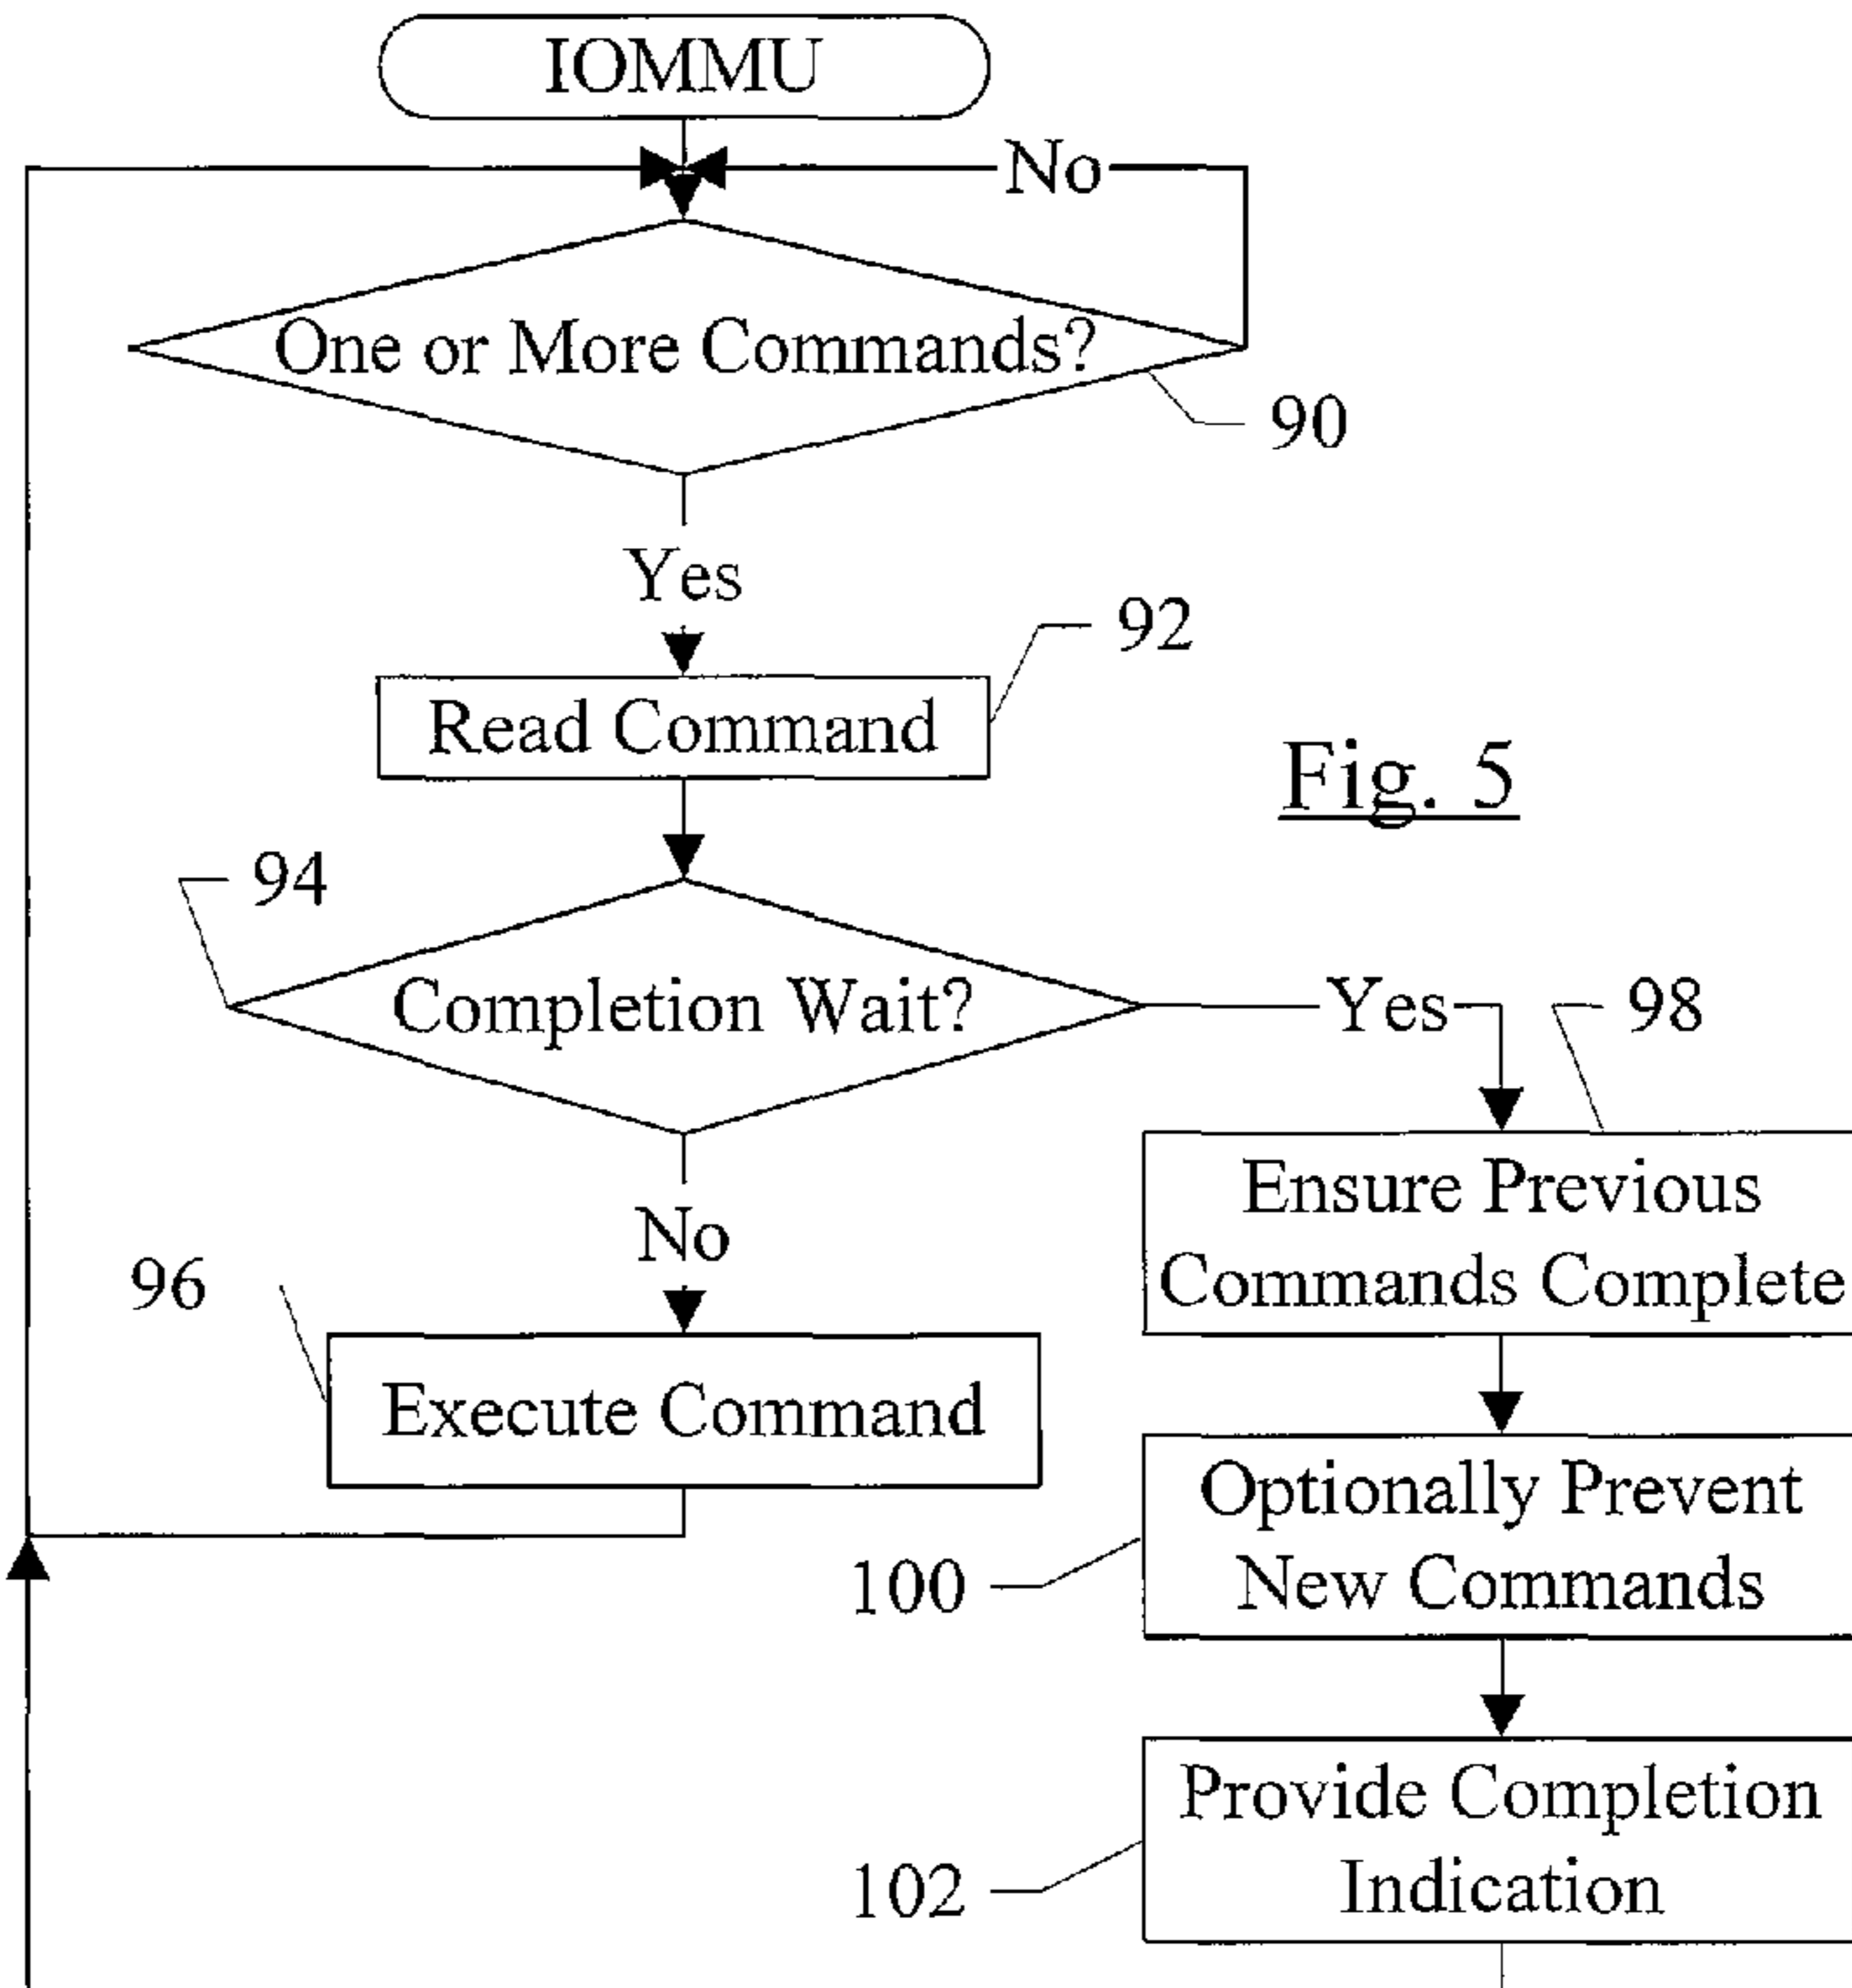 IOMMU
No
One or More Commands?
90
Yes
92
Read Command
Fig. 5
94
Completion Wait?
Yes
98
No
Ensure Previous
Commands Complete
96
Execute Command
Optionally Prevent
New Commands
100
Provide Completion
Indication
102